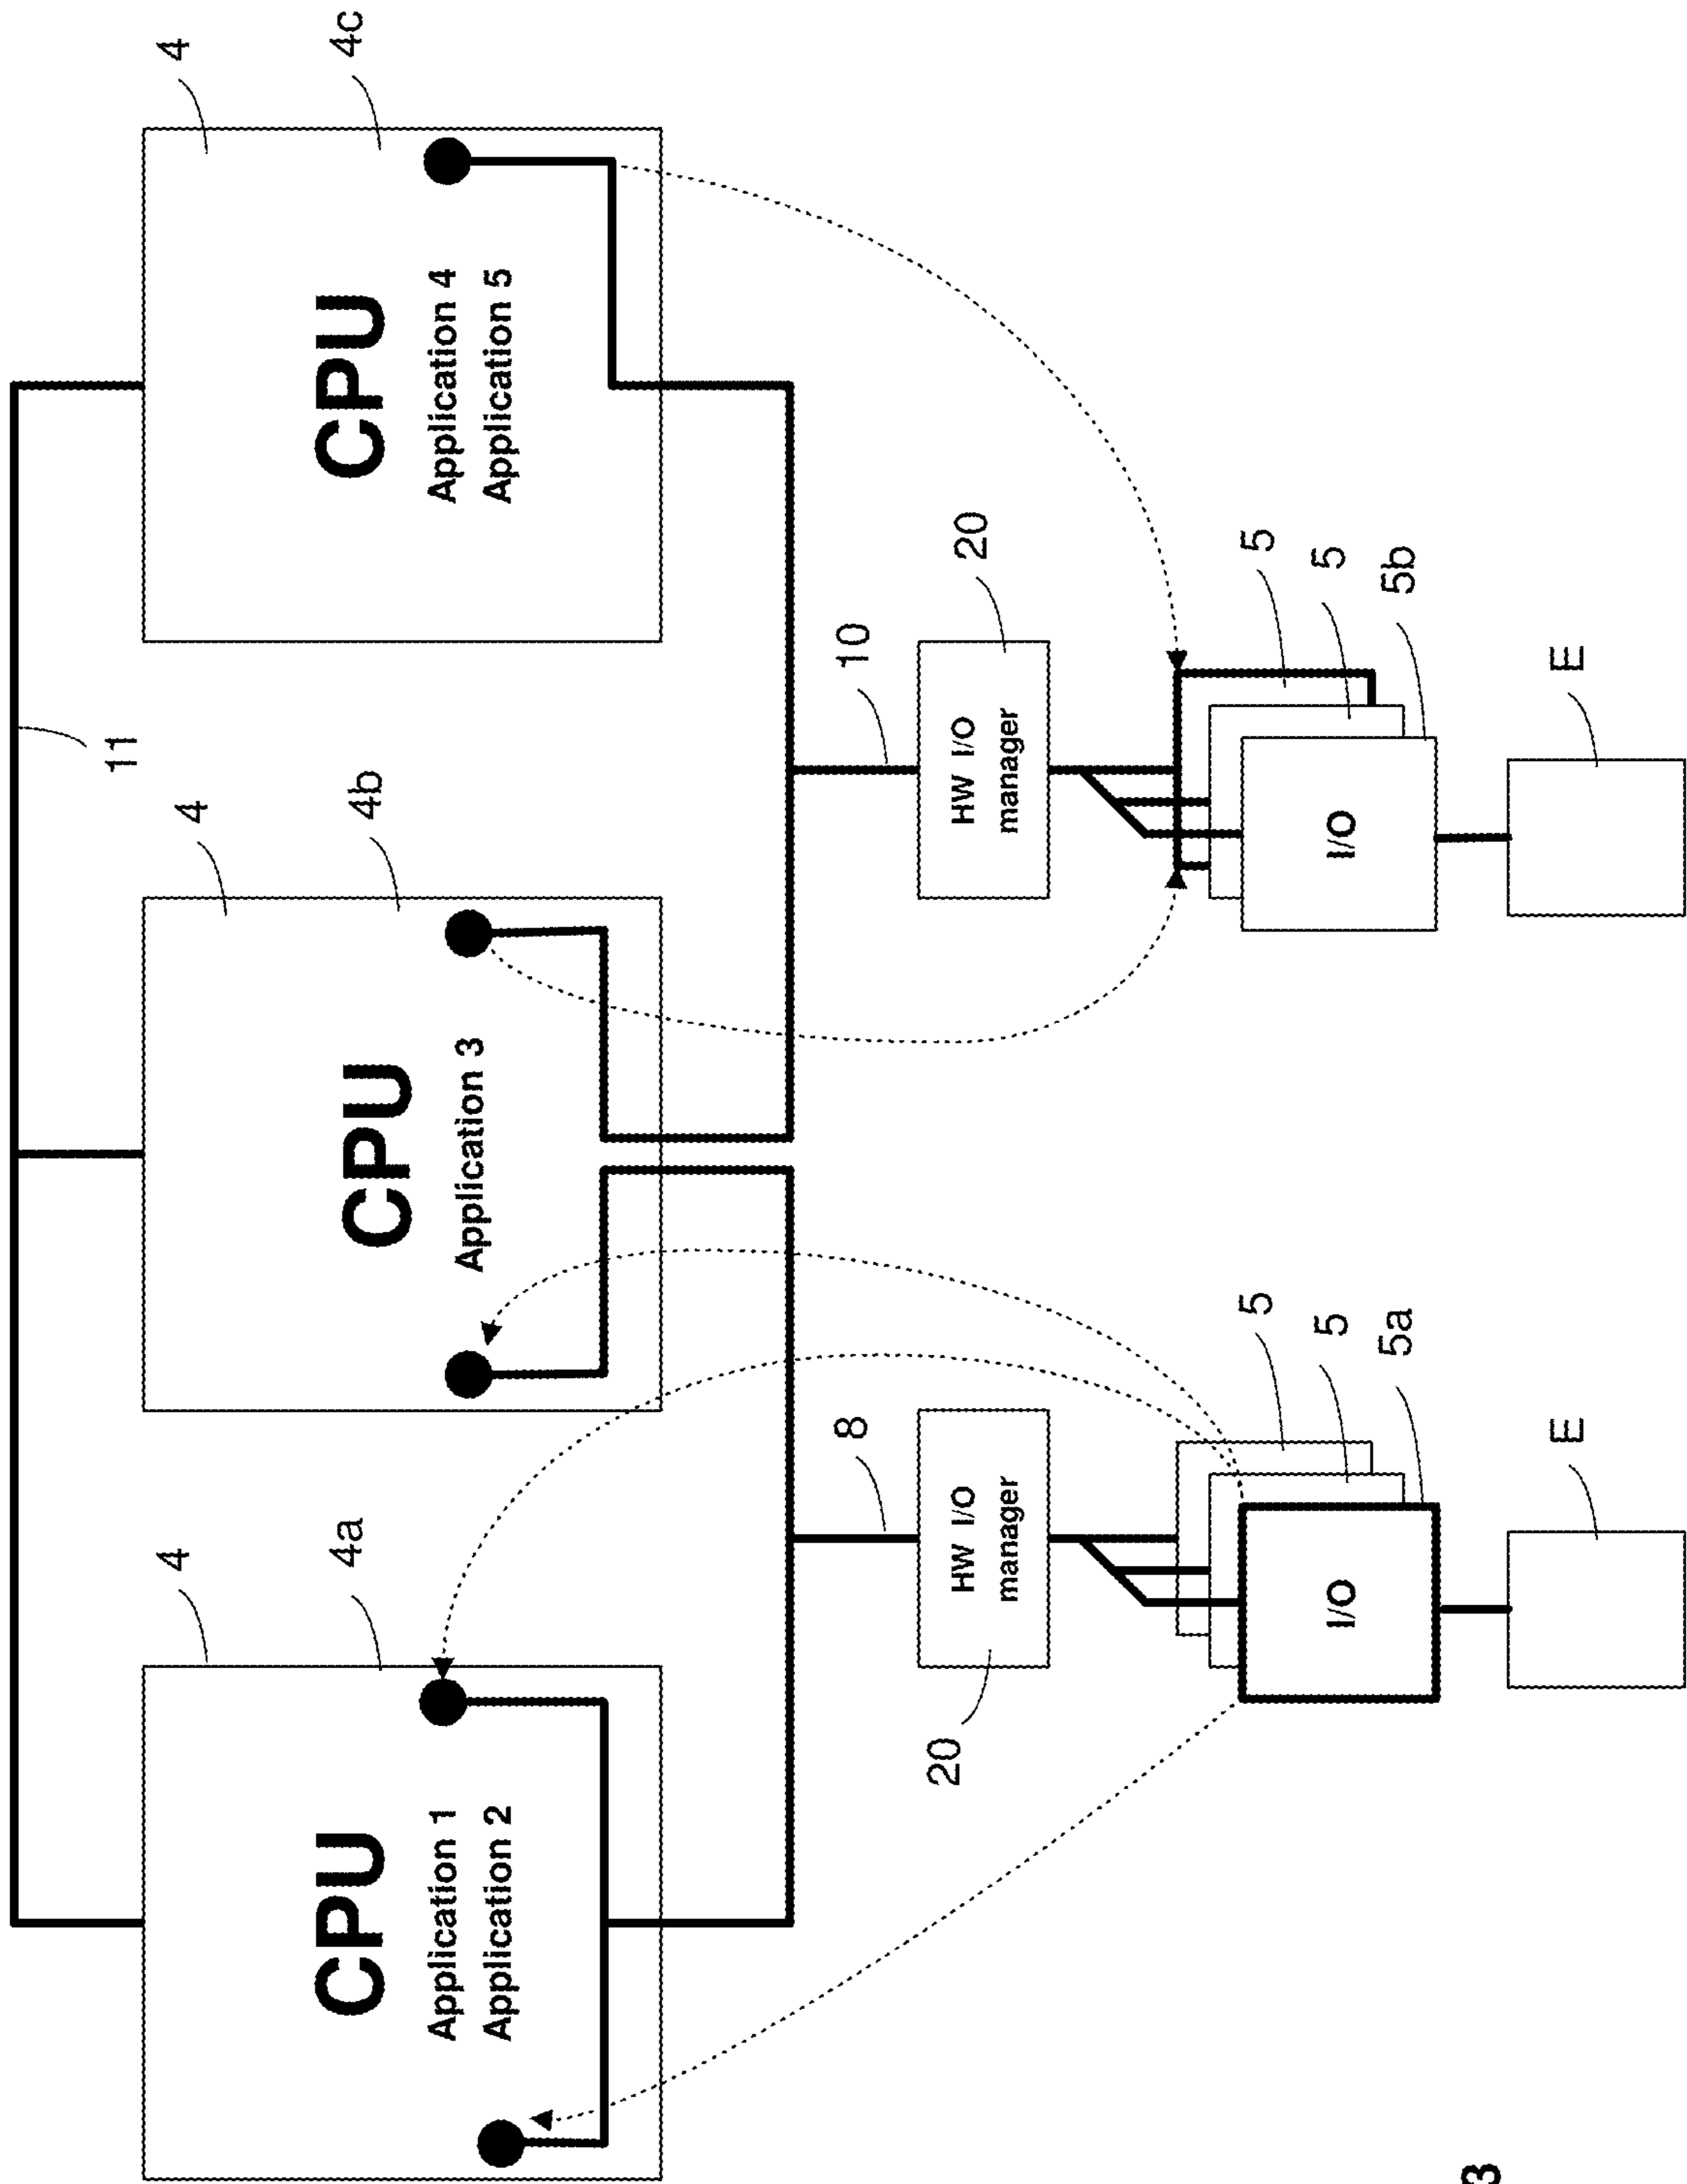 11
4
4
4
4a
4b
4c
CPU
Application 1
Application 2
CPU
Application 3
CPU
Application 4
Application 5
8
10
20
HW I/O
manager
HW I/O
manager
20
5
5
5a
I/O
5
5
5b
I/O
E
E
3